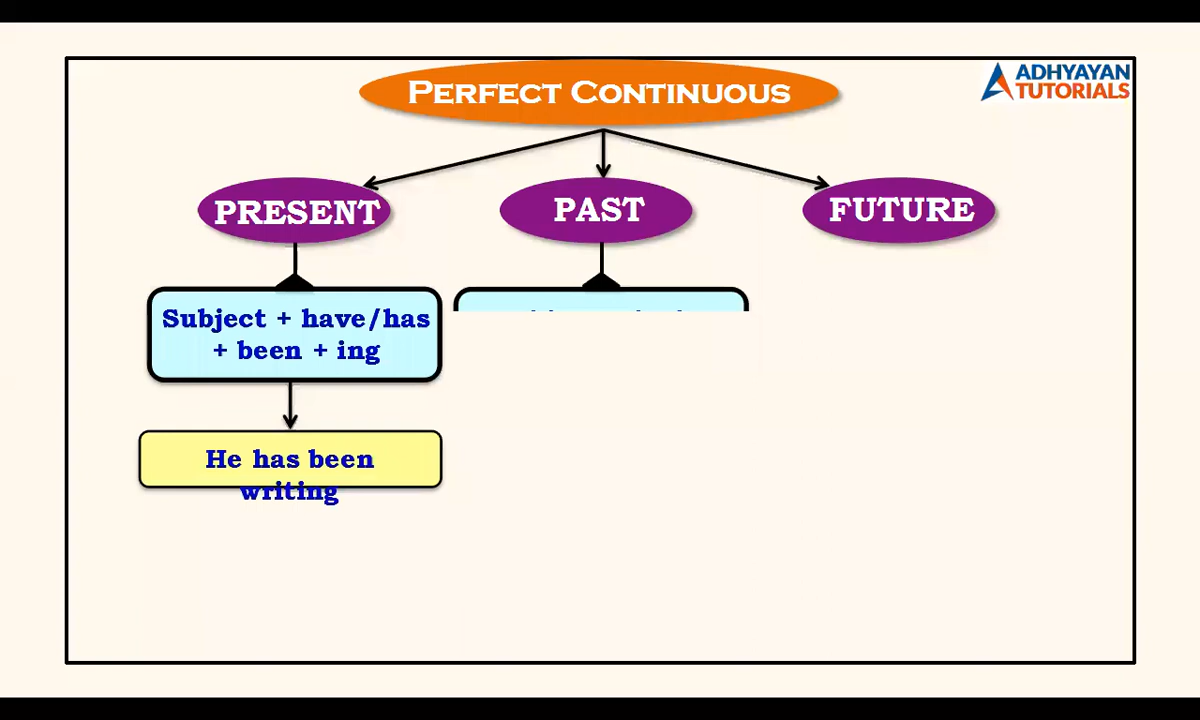 PERFECT CONTINUOUS
ADHYAYAN
TUTORIALS
PRESENT
PAST
FUTURE
Subject + have/has
+ been + ing
He has been
writing